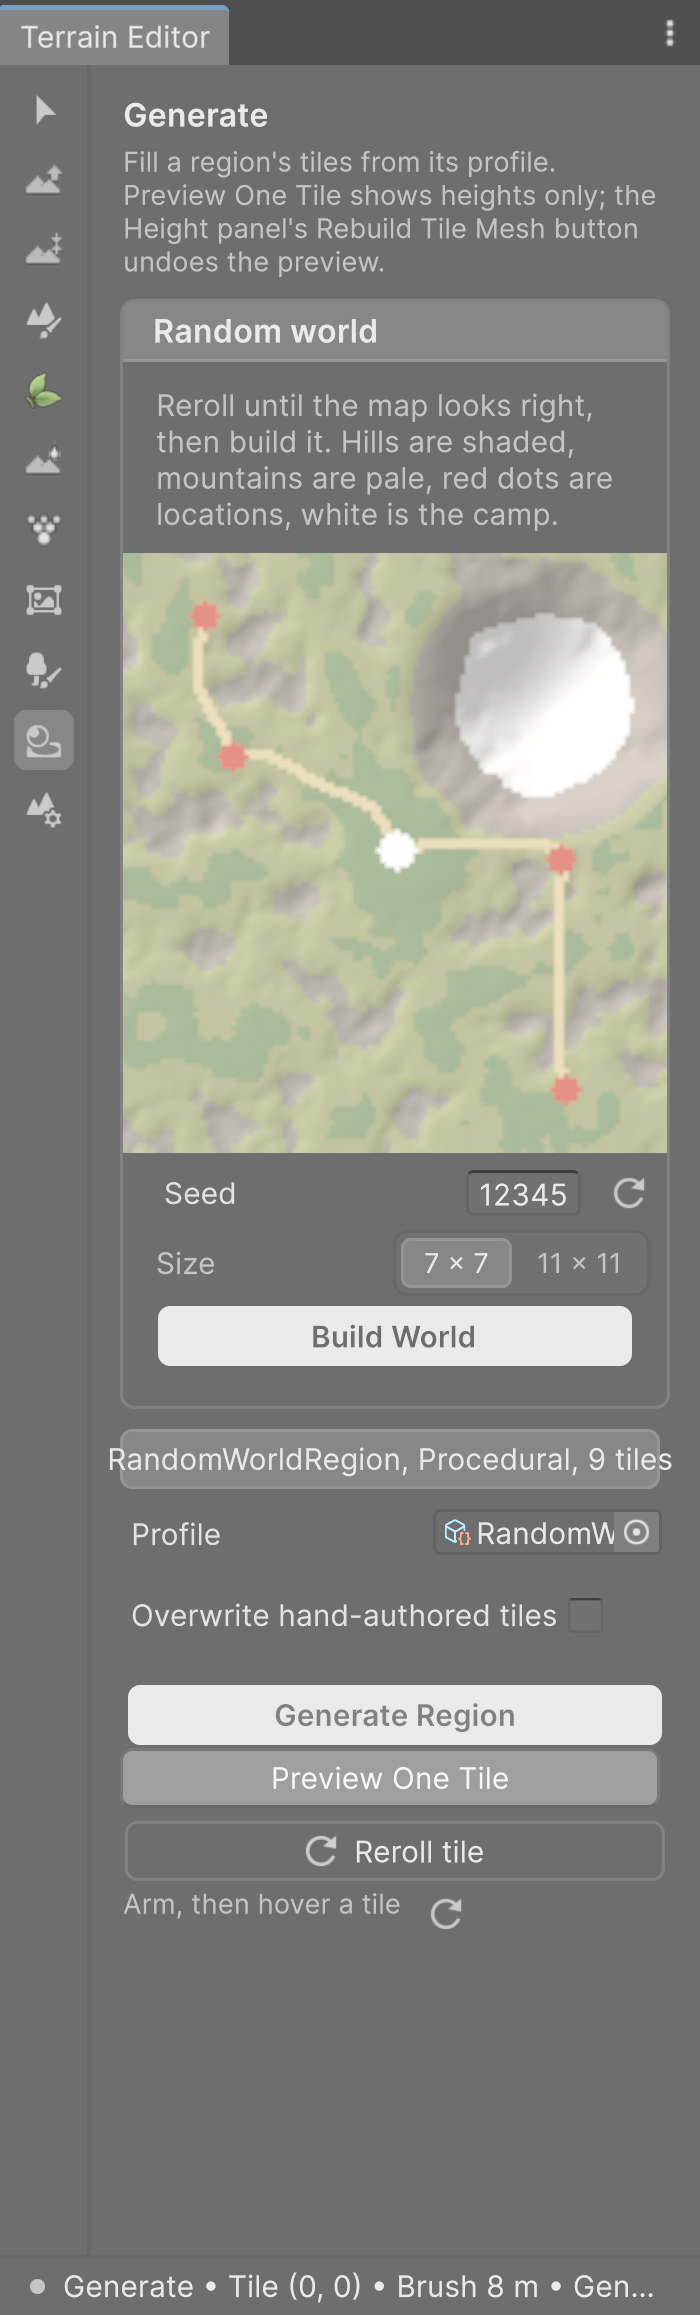 Terrain Editor
Generate
Fill a region's tiles from its profile.
Preview One Tile shows heights only; the
Height panel's Rebuild Tile Mesh button
undoes the preview.
Random world
Reroll until the map looks right,
then build it. Hills are shaded,
mountains are pale, red dots are
locations, white is the camp.
Seed 12345
Size 7 × 7 11 × 11
Build World
RandomWorldRegion, Procedural, 9 tiles
Profile RandomW
Overwrite hand-authored tiles
Generate Region
Preview One Tile
Reroll tile
Arm, then hover a tile
Generate • Tile (0, 0) • Brush 8 m • Gen...